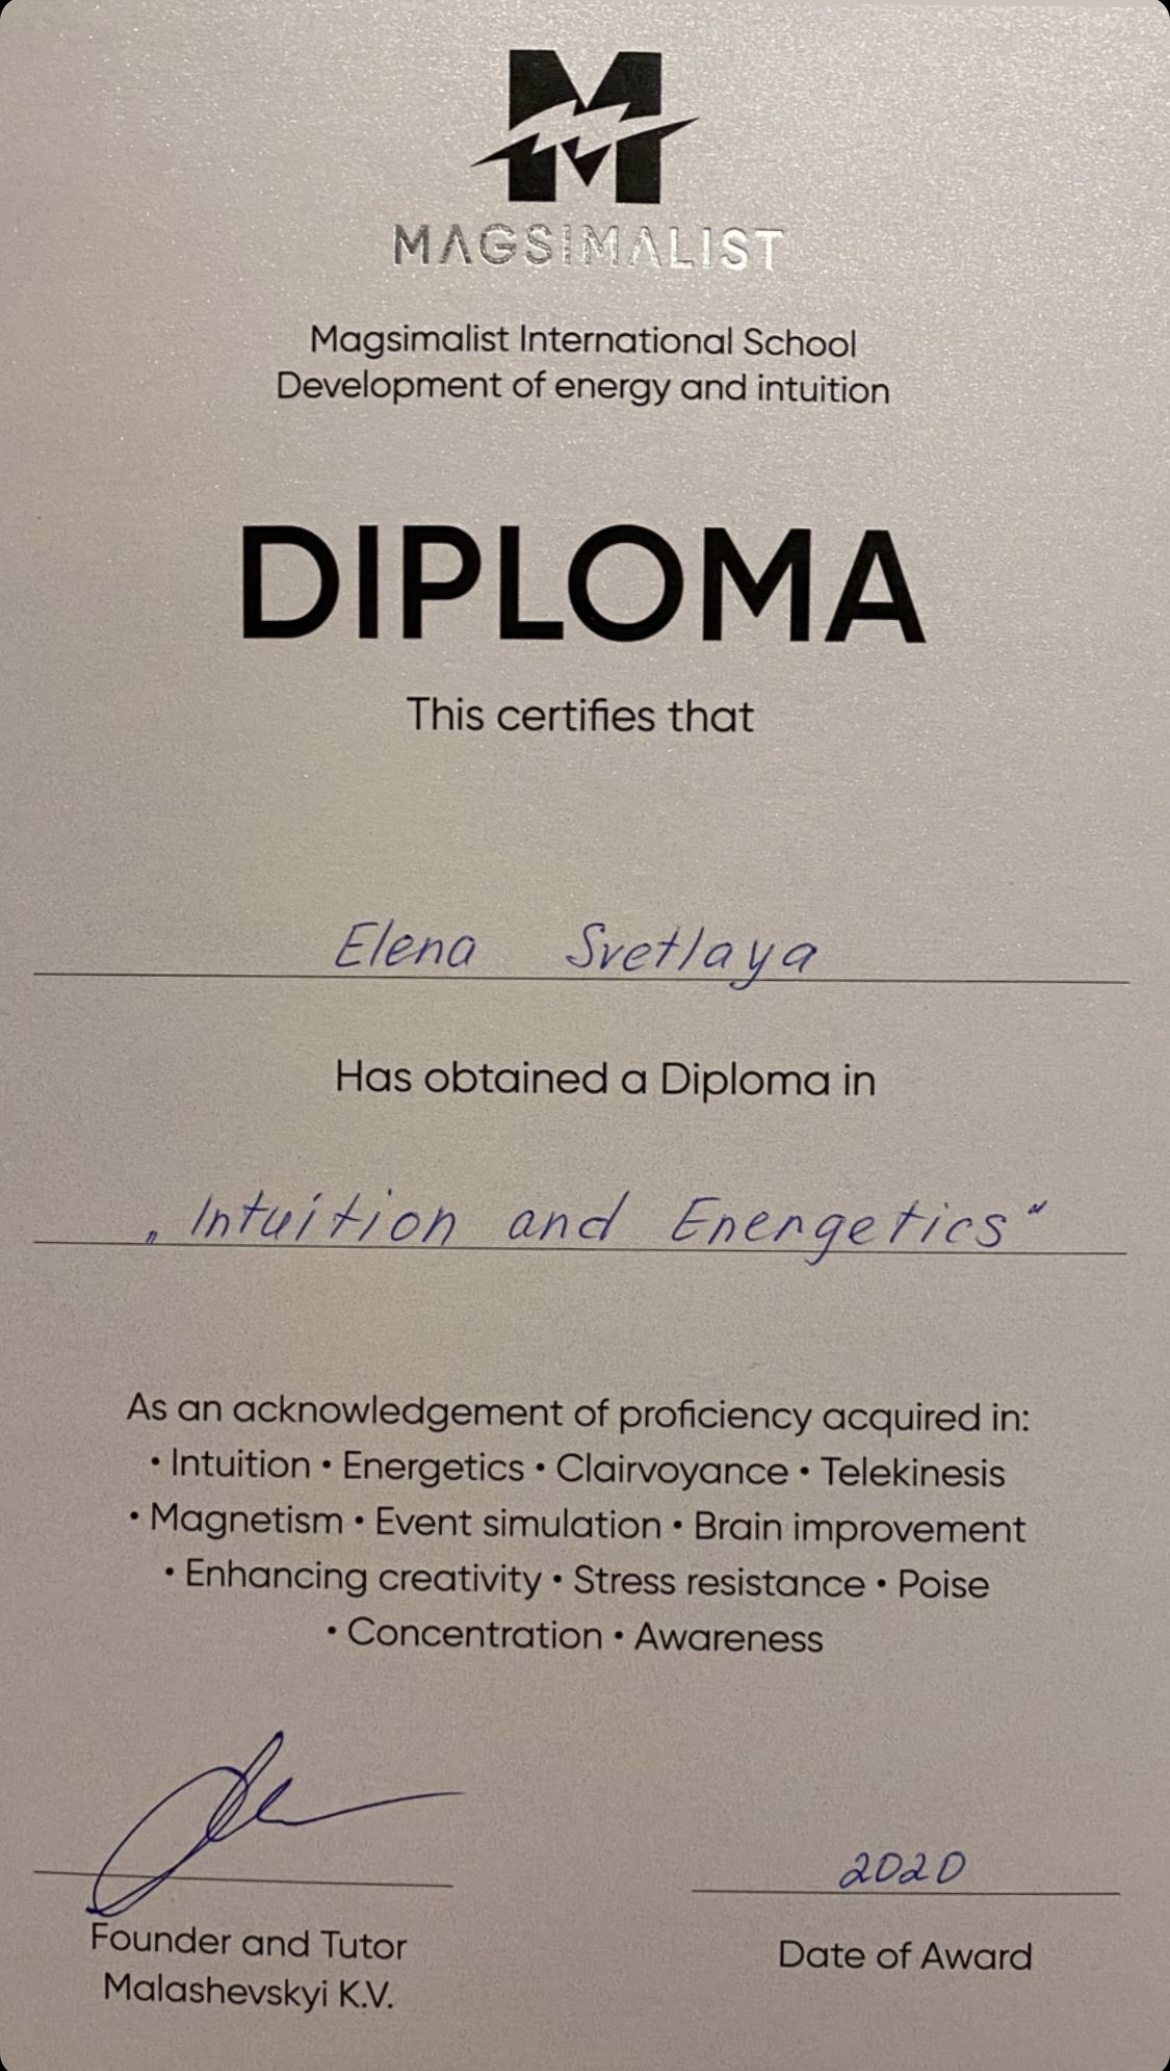 MAGSIMALIST
Magsimalist International School
Development of energy and intuition
DIPLOMA
This certifies that
Elena Svetlaya
Has obtained a Diploma in
„Intuition and Energetics“
As an acknowledgement of proficiency acquired in:
• Intuition • Energetics • Clairvoyance • Telekinesis
• Magnetism • Event simulation • Brain improvement
• Enhancing creativity • Stress resistance • Poise
• Concentration • Awareness
2020
Founder and Tutor
Malashevskyi K.V.
Date of Award